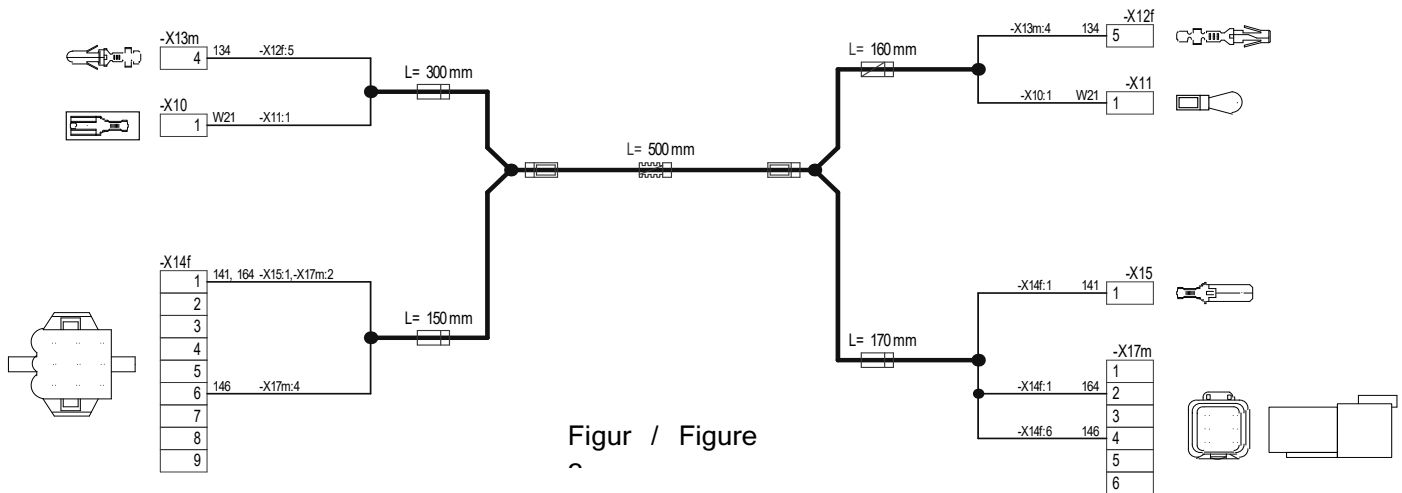 -X13m
4 134 -X12f:5
-X10
1 W21 -X11:1
L= 300 mm
L= 500 mm
L= 160 mm
-X13m:4 134
-X12f
5
-X10:1 W21
-X11
1
-X14f
1 141, 164 -X15:1,-X17m:2
2
3
4
5
6 146 -X17m:4
7
8
9
L= 150 mm
L= 170 mm
-X14f:1 141
-X15
1
-X17m
1
-X14f:1 164 2
3
-X14f:6 146 4
5
6
Figur / Figure